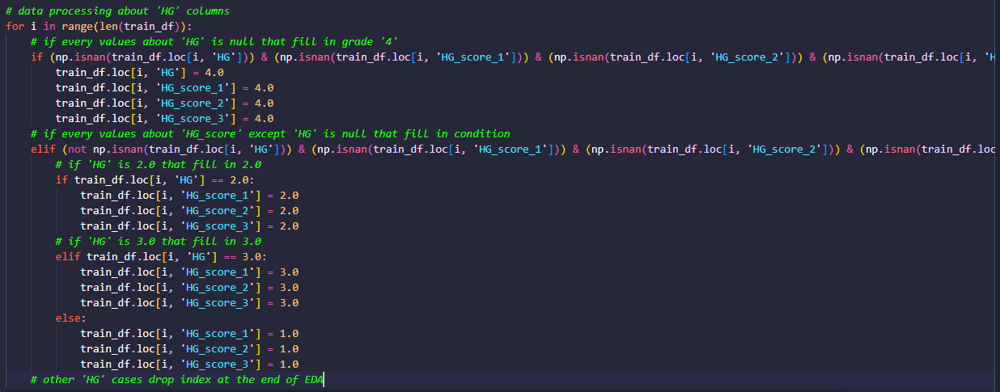 # data processing about 'HG' columns
for i in range(len(train_df)):
    # if every values about 'HG' is null that fill in grade '4'
    if (np.isnan(train_df.loc[i, 'HG'])) & (np.isnan(train_df.loc[i, 'HG_score_1'])) & (np.isnan(train_df.loc[i, 'HG_score_2'])) & (np.isnan(train_df.loc[i, 'H
        train_df.loc[i, 'HG'] = 4.0
        train_df.loc[i, 'HG_score_1'] = 4.0
        train_df.loc[i, 'HG_score_2'] = 4.0
        train_df.loc[i, 'HG_score_3'] = 4.0
    # if every values about 'HG_score' except 'HG' is null that fill in condition
    elif (not np.isnan(train_df.loc[i, 'HG'])) & (np.isnan(train_df.loc[i, 'HG_score_1'])) & (np.isnan(train_df.loc[i, 'HG_score_2'])) & (np.isnan(train_df.loc
        # if 'HG' is 2.0 that fill in 2.0
        if train_df.loc[i, 'HG'] == 2.0:
            train_df.loc[i, 'HG_score_1'] = 2.0
            train_df.loc[i, 'HG_score_2'] = 2.0
            train_df.loc[i, 'HG_score_3'] = 2.0
        # if 'HG' is 3.0 that fill in 3.0
        elif train_df.loc[i, 'HG'] == 3.0:
            train_df.loc[i, 'HG_score_1'] = 3.0
            train_df.loc[i, 'HG_score_2'] = 3.0
            train_df.loc[i, 'HG_score_3'] = 3.0
        else:
            train_df.loc[i, 'HG_score_1'] = 1.0
            train_df.loc[i, 'HG_score_2'] = 1.0
            train_df.loc[i, 'HG_score_3'] = 1.0
    # other 'HG' cases drop index at the end of EDA